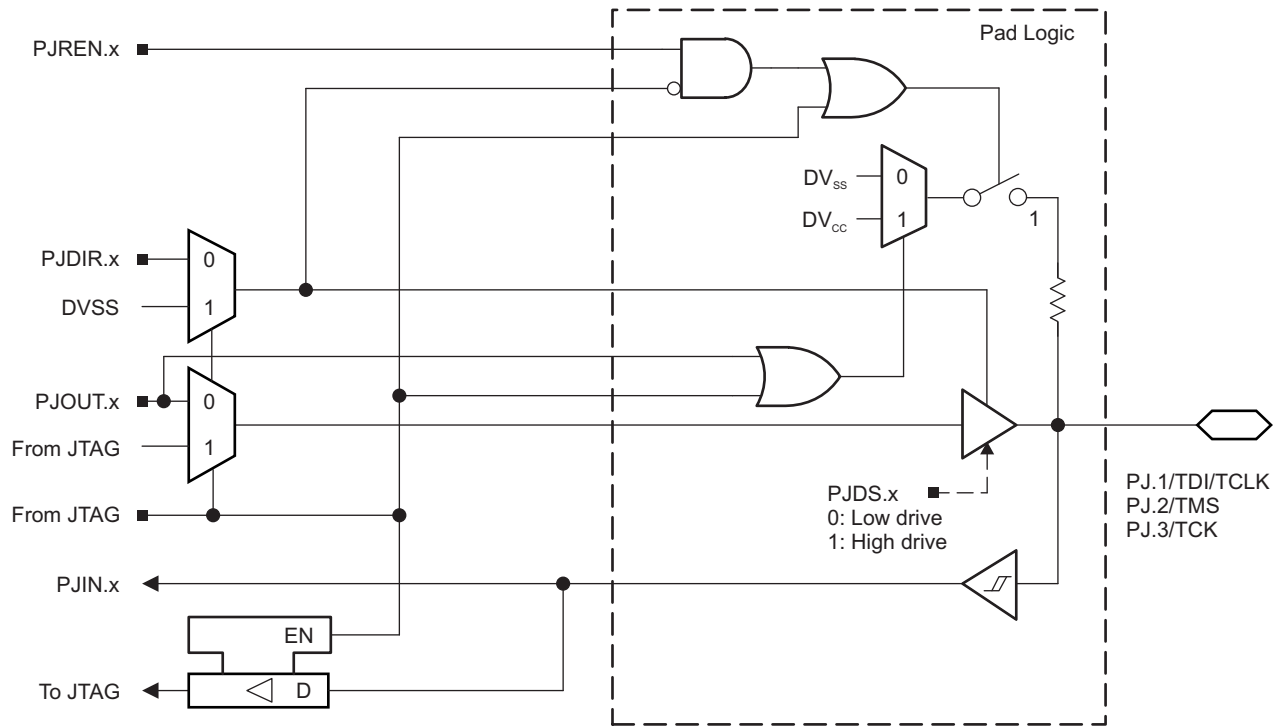 Pad Logic
PJREN.x
DVSS 0
DVCC 1
1
PJDIR.x 0
DVSS 1
PJOUT.x 0
From JTAG 1
From JTAG
PJDS.x
0: Low drive
1: High drive
PJ.1/TDI/TCLK
PJ.2/TMS
PJ.3/TCK
PJIN.x
EN
To JTAG
D